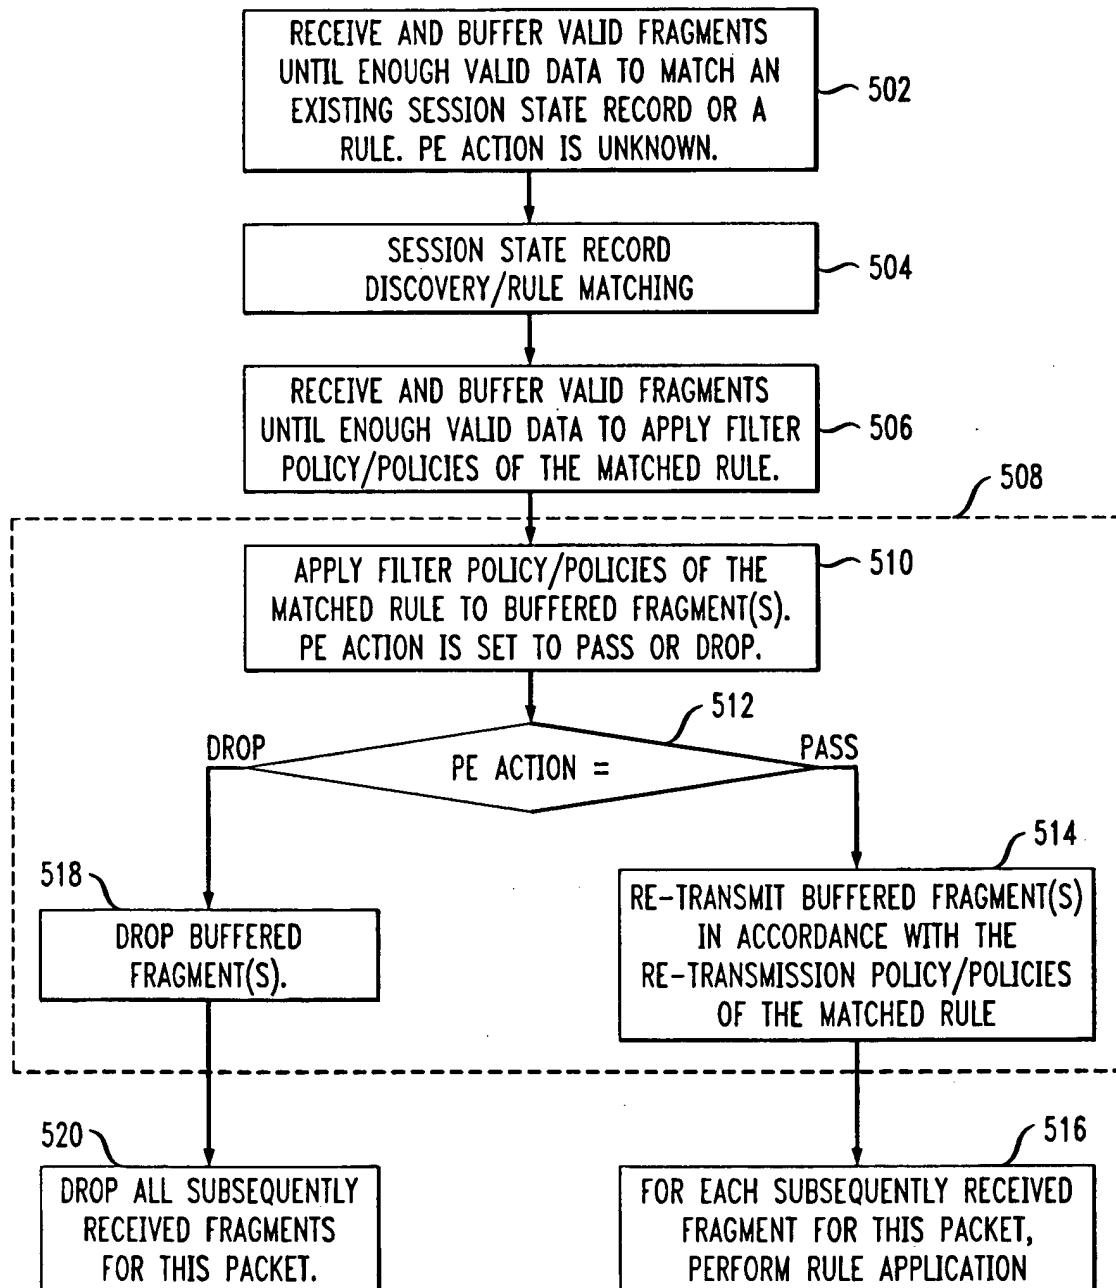 RECEIVE AND BUFFER VALID FRAGMENTS
UNTIL ENOUGH VALID DATA TO MATCH AN
EXISTING SESSION STATE RECORD OR A
RULE. PE ACTION IS UNKNOWN.
502
SESSION STATE RECORD
DISCOVERY/RULE MATCHING
504
RECEIVE AND BUFFER VALID FRAGMENTS
UNTIL ENOUGH VALID DATA TO APPLY FILTER
POLICY/POLICIES OF THE MATCHED RULE.
506
508
APPLY FILTER POLICY/POLICIES OF THE
MATCHED RULE TO BUFFERED FRAGMENT(S).
PE ACTION IS SET TO PASS OR DROP.
510
512
DROP
PE ACTION =
PASS
518
DROP BUFFERED
FRAGMENT(S).
514
RE-TRANSMIT BUFFERED FRAGMENT(S)
IN ACCORDANCE WITH THE
RE-TRANSMISSION POLICY/POLICIES
OF THE MATCHED RULE
520
DROP ALL SUBSEQUENTLY
RECEIVED FRAGMENTS
FOR THIS PACKET.
516
FOR EACH SUBSEQUENTLY RECEIVED
FRAGMENT FOR THIS PACKET,
PERFORM RULE APPLICATION